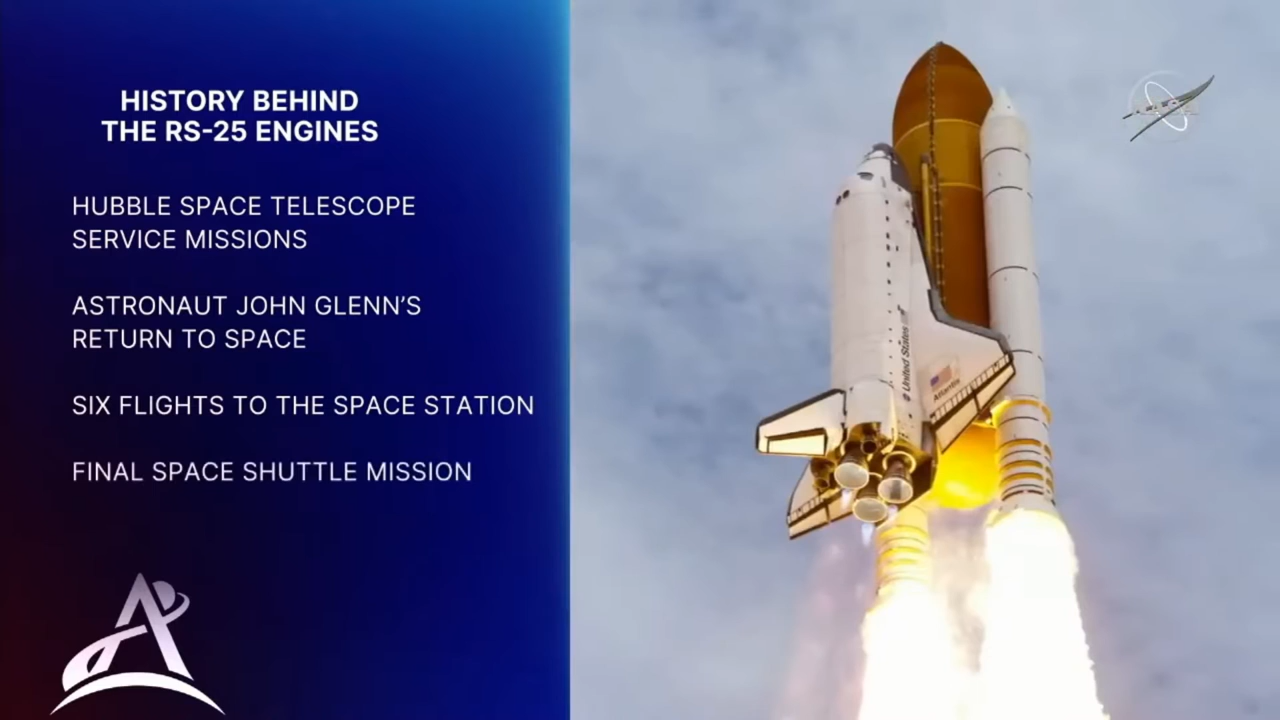 HISTORY BEHIND
THE RS-25 ENGINES
HUBBLE SPACE TELESCOPE
SERVICE MISSIONS
ASTRONAUT JOHN GLENN'S
RETURN TO SPACE
SIX FLIGHTS TO THE SPACE STATION
FINAL SPACE SHUTTLE MISSION
United States
Atlantis
NASA